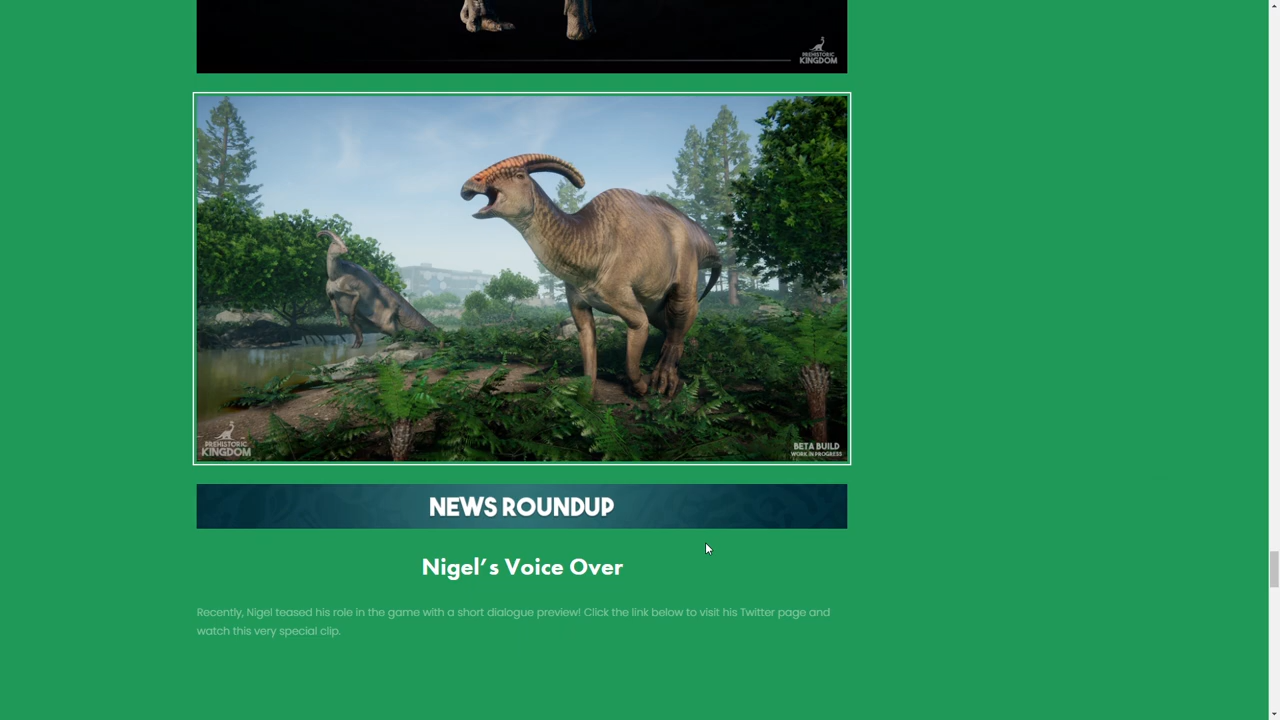 PREHISTORIC
KINGDOM
PREHISTORIC
KINGDOM
BETA BUILD
WORK IN PROGRESS
NEWS ROUNDUP
Nigel's Voice Over
Recently, Nigel teased his role in the game with a short dialogue preview! Click the link below to visit his Twitter page and
watch this very special clip.